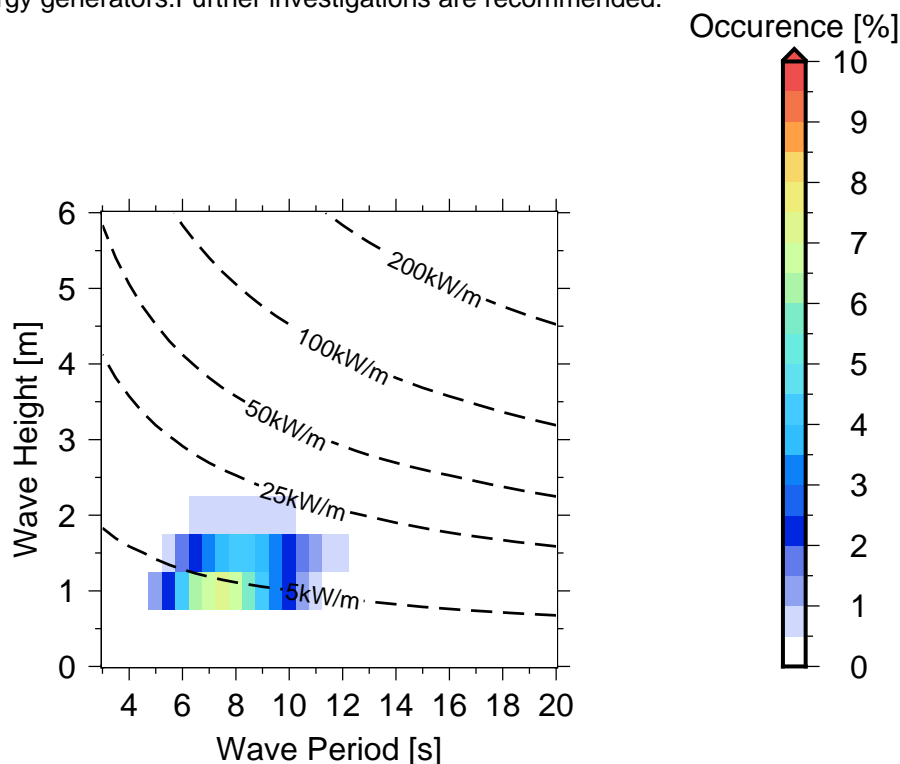 rgy generators.Further investigations are recommended.
Occurence [%]
10
9
8
7
6
5
4
3
2
1
0
6
5
4
3
2
1
0
Wave Height [m]
200kW/m
100kW/m
50kW/m
25kW/m
5kW/m
4 6 8 10 12 14 16 18 20
Wave Period [s]